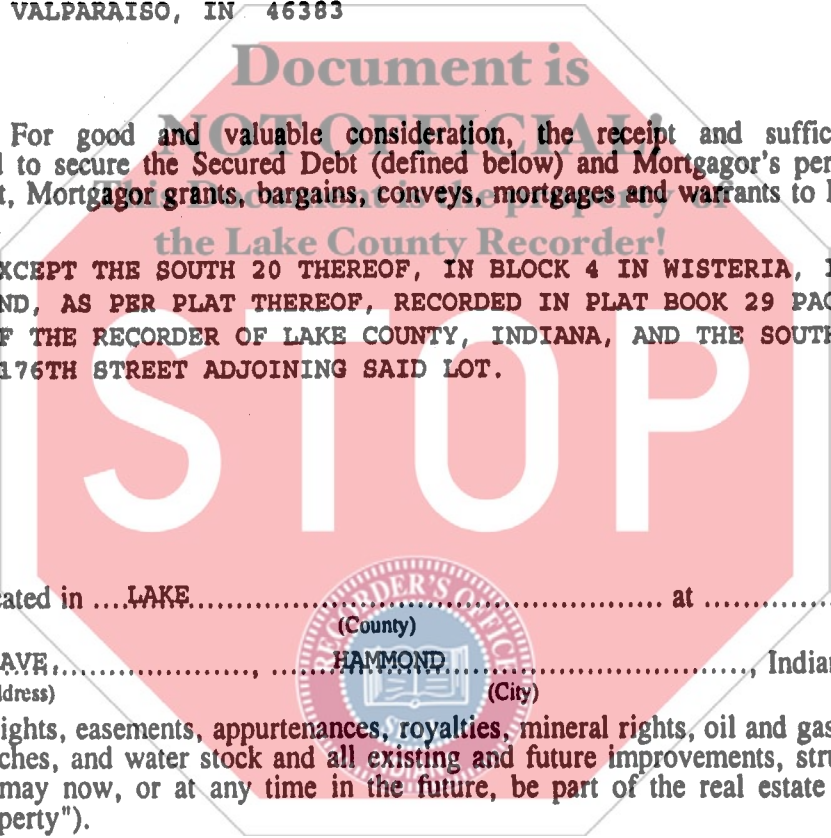 VALPARAISO, IN 46383
Document is
NOT OFFICIAL!
For good and valuable consideration, the receipt and suffic
d to secure the Secured Debt (defined below) and Mortgagor's per
t, Mortgagor grants, bargains, conveys, mortgages and warrants to
This Document is the property of
the Lake County Recorder!
XCEPT THE SOUTH 20 THEREOF, IN BLOCK 4 IN WISTERIA,
ND, AS PER PLAT THEREOF, RECORDED IN PLAT BOOK 29 PAG
F THE RECORDER OF LAKE COUNTY, INDIANA, AND THE SOUTH
176TH STREET ADJOINING SAID LOT.
STOP
cated in ....LAKE.................................................... at ..............
(County)
AVE,......................, ......HAMMOND..................................., Indian
ddress) (City)
RECORDER'S OFFICE
ights, easements, appurtenances, royalties, mineral rights, oil and gas
ches, and water stock and all existing and future improvements, stru
may now, or at any time in the future, be part of the real estate
perty").